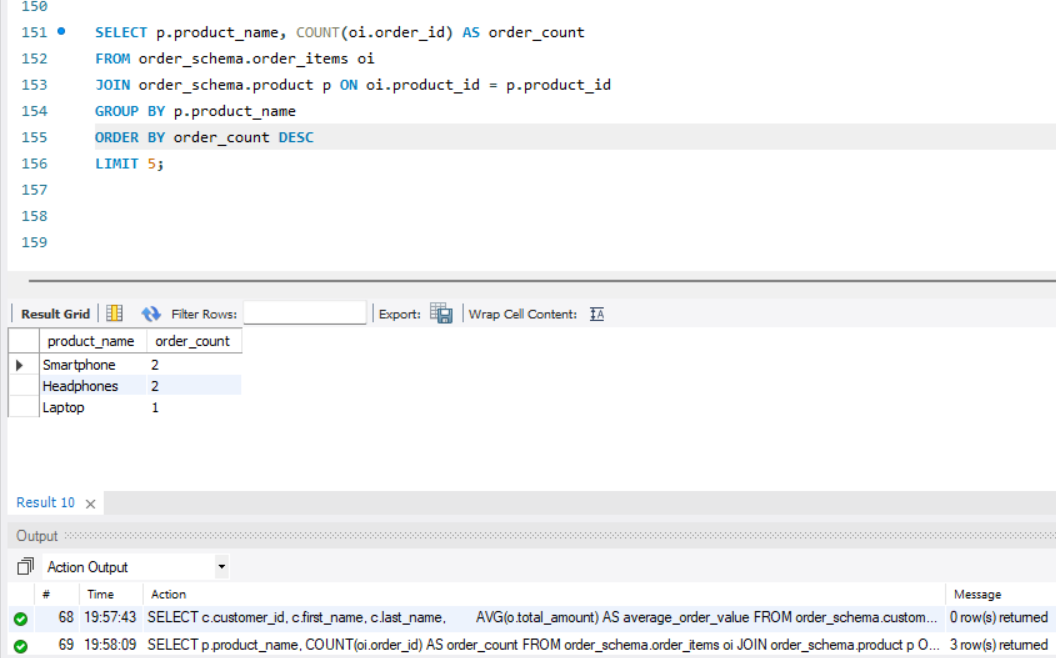 150
151 SELECT p.product_name, COUNT(oi.order_id) AS order_count
152 FROM order_schema.order_items oi
153 JOIN order_schema.product p ON oi.product_id = p.product_id
154 GROUP BY p.product_name
155 ORDER BY order_count DESC
156 LIMIT 5;
157
158
159
Result Grid Filter Rows: Export: Wrap Cell Content: IA
product_name order_count
Smartphone 2
Headphones 2
Laptop 1
Result 10
Output
Action Output
# Time Action Message
68 19:57:43 SELECT c.customer_id, c.first_name, c.last_name, AVG(o.total_amount) AS average_order_value FROM order_schema.custom... 0 row(s) returned
69 19:58:09 SELECT p.product_name, COUNT(oi.order_id) AS order_count FROM order_schema.order_items oi JOIN order_schema.product p O... 3 row(s) returned